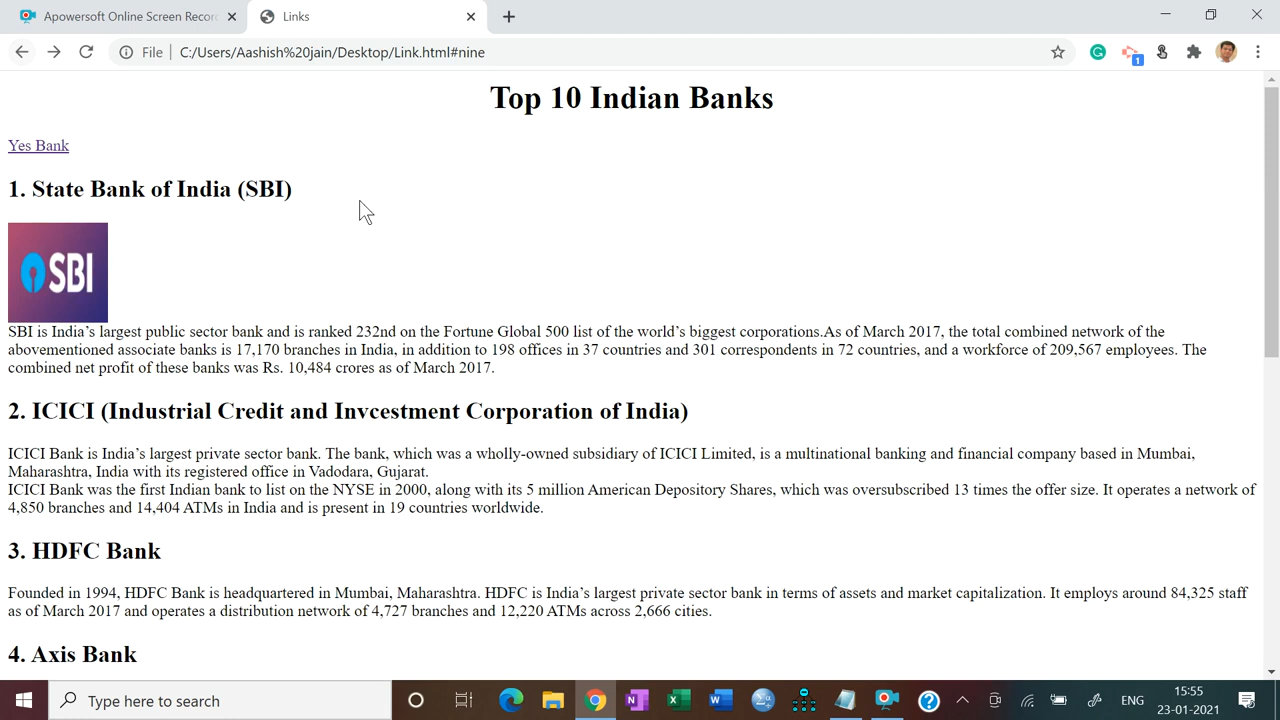 Apowersoft Online Screen Recor
Links
File
C:/Users/Aashish%20jain/Desktop/Link.html#nine
1
Top 10 Indian Banks
Yes Bank
1. State Bank of India (SBI)
SBI
SBI is India’s largest public sector bank and is ranked 232nd on the Fortune Global 500 list of the world’s biggest corporations.As of March 2017, the total combined network of the
abovementioned associate banks is 17,170 branches in India, in addition to 198 offices in 37 countries and 301 correspondents in 72 countries, and a workforce of 209,567 employees. The
combined net profit of these banks was Rs. 10,484 crores as of March 2017.
2. ICICI (Industrial Credit and Invcestment Corporation of India)
ICICI Bank is India’s largest private sector bank. The bank, which was a wholly-owned subsidiary of ICICI Limited, is a multinational banking and financial company based in Mumbai,
Maharashtra, India with its registered office in Vadodara, Gujarat.
ICICI Bank was the first Indian bank to list on the NYSE in 2000, along with its 5 million American Depository Shares, which was oversubscribed 13 times the offer size. It operates a network of
4,850 branches and 14,404 ATMs in India and is present in 19 countries worldwide.
3. HDFC Bank
Founded in 1994, HDFC Bank is headquartered in Mumbai, Maharashtra. HDFC is India’s largest private sector bank in terms of assets and market capitalization. It employs around 84,325 staff
as of March 2017 and operates a distribution network of 4,727 branches and 12,220 ATMs across 2,666 cities.
4. Axis Bank
Type here to search
ENG
15:55
23-01-2021